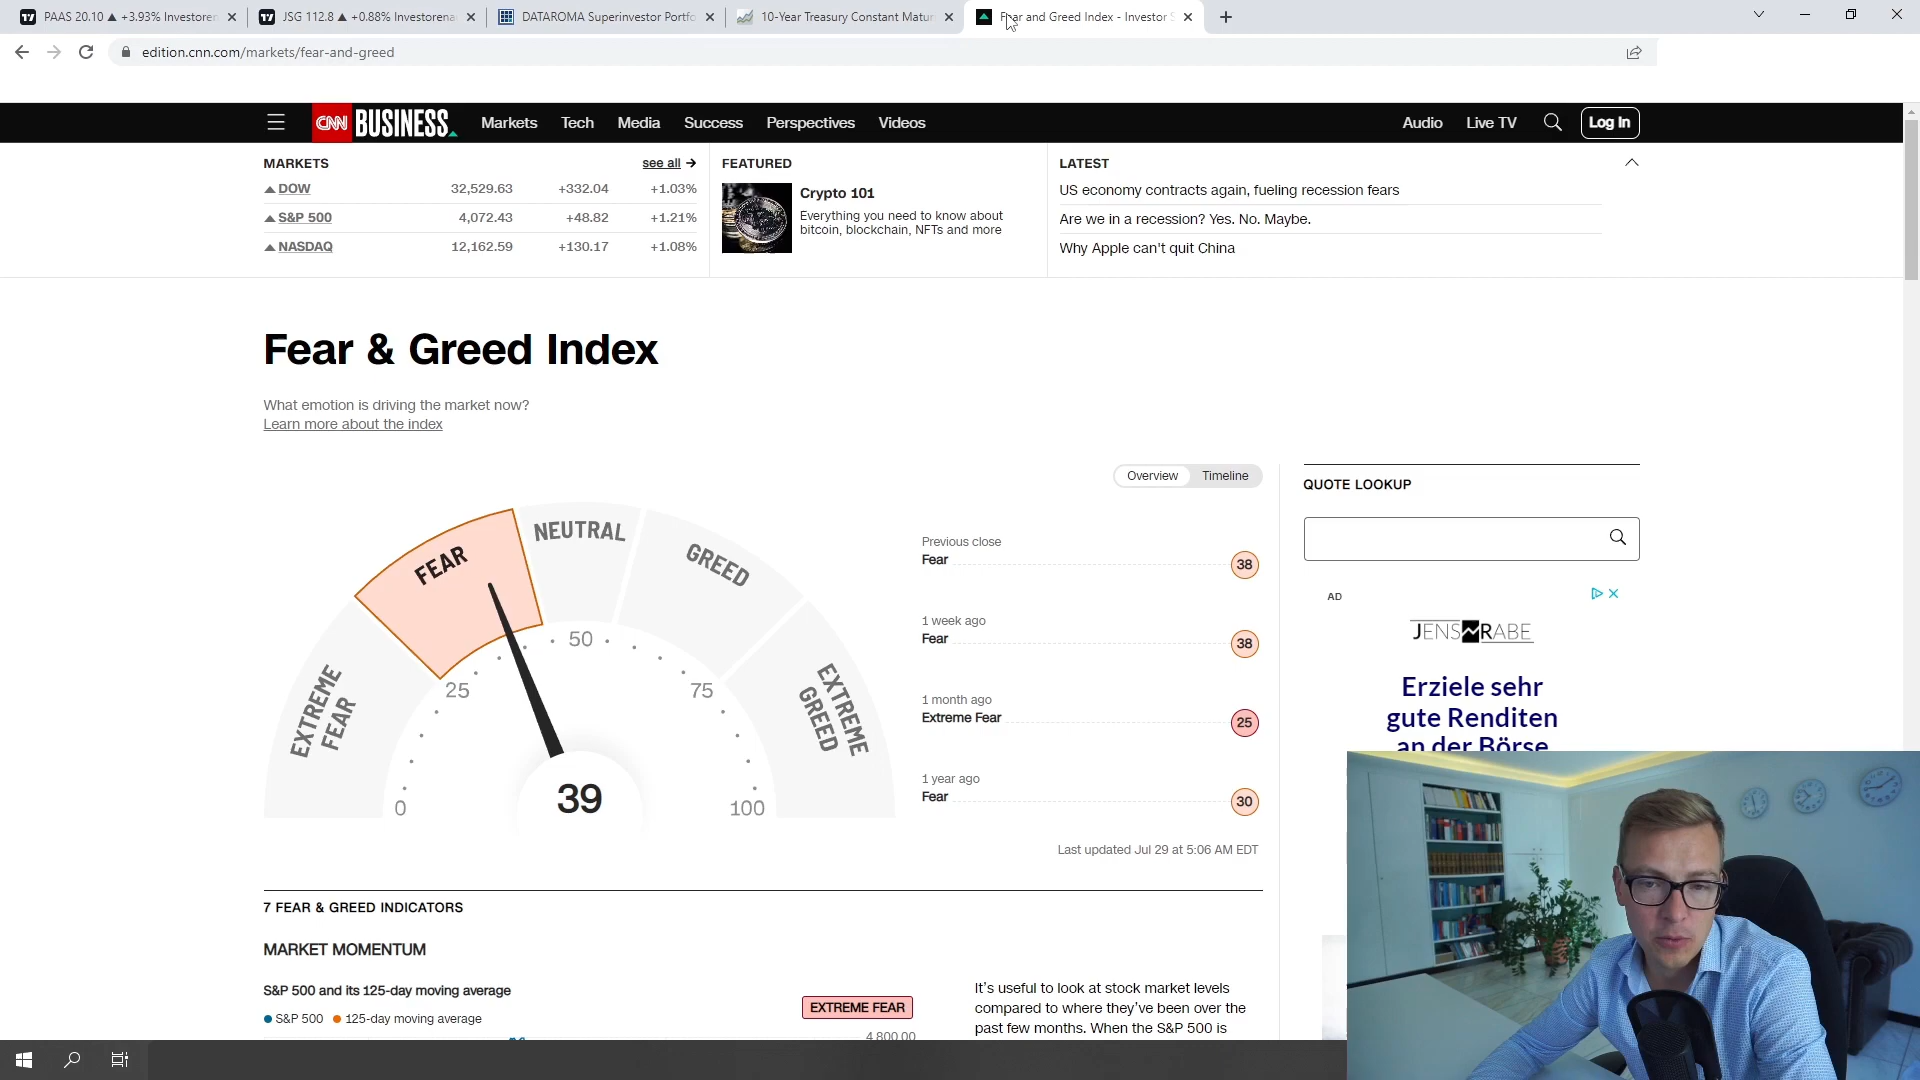 PAAS 20.10 ▲ +3.93% Investoren
JSG 112.8 ▲ +0.88% Investorena
DATAROMA Superinvestor Portfo
10-Year Treasury Constant Matur
Fear and Greed Index - Investor S
edition.cnn.com/markets/fear-and-greed
CNN BUSINESS
Markets Tech Media Success Perspectives Videos
Audio Live TV Log In
MARKETS see all →
DOW 32,529.63 +332.04 +1.03%
S&P 500 4,072.43 +48.82 +1.21%
NASDAQ 12,162.59 +130.17 +1.08%
FEATURED
Crypto 101
Everything you need to know about
bitcoin, blockchain, NFTs and more
LATEST
US economy contracts again, fueling recession fears
Are we in a recession? Yes. No. Maybe.
Why Apple can't quit China
Fear & Greed Index
What emotion is driving the market now?
Learn more about the index
Overview Timeline
EXTREME
FEAR
FEAR
NEUTRAL
GREED
EXTREME
GREED
0
25
50
75
100
39
Previous close
Fear 38
1 week ago
Fear 38
1 month ago
Extreme Fear 25
1 year ago
Fear 30
Last updated Jul 29 at 5:06 AM EDT
QUOTE LOOKUP
AD
JENS RABE
Erziele sehr
gute Renditen
an der Börse
7 FEAR & GREED INDICATORS
MARKET MOMENTUM
S&P 500 and its 125-day moving average
S&P 500 125-day moving average
EXTREME FEAR
4,800.00
It's useful to look at stock market levels
compared to where they've been over the
past few months. When the S&P 500 is